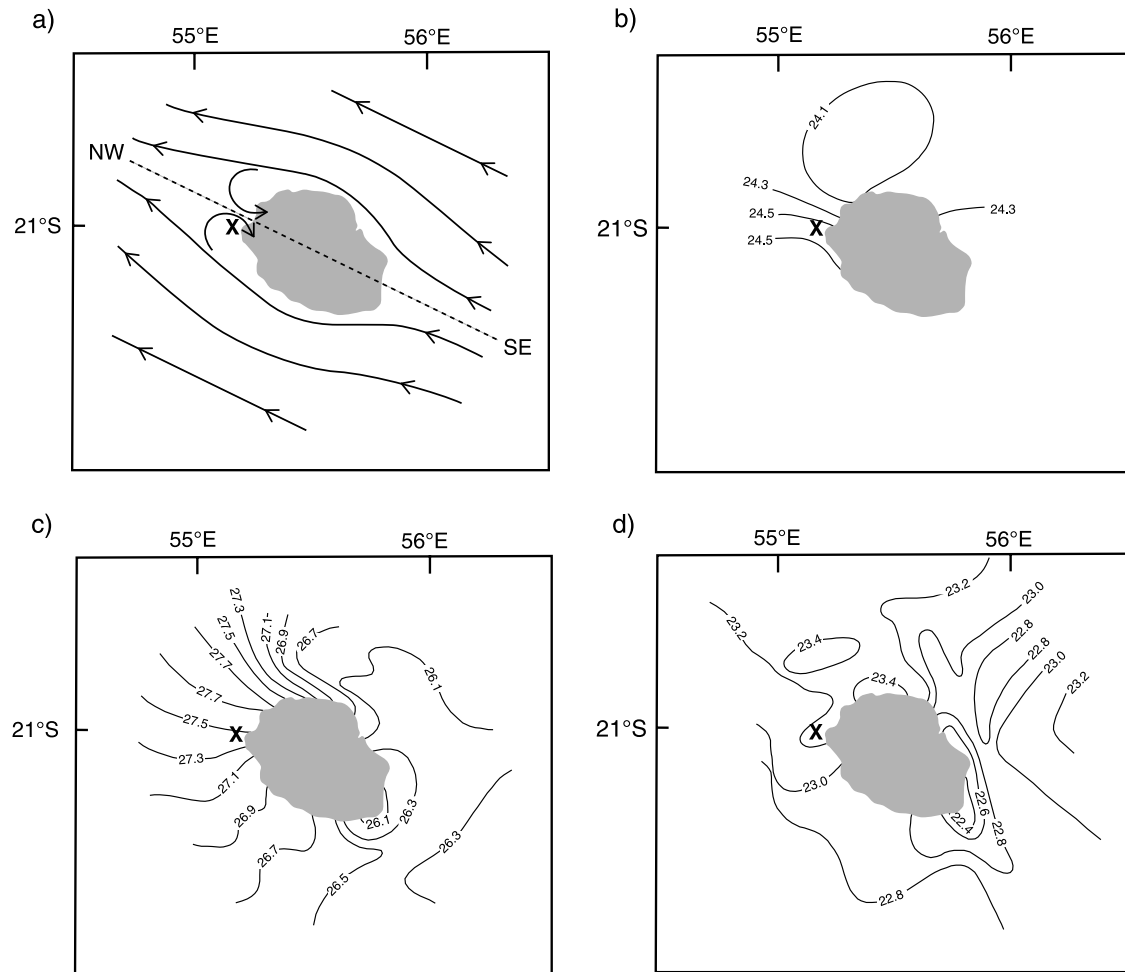 a)
55°E 56°E
NW
21°S
X
SE
b)
55°E 56°E
24.1
24.3
24.5
24.5
24.3
21°S
X
c)
55°E 56°E
27.3
27.5
27.7
27.7
27.5
27.3
27.1
26.9
26.7
26.5
27.1-
26.9-
26.7
26.1
26.3
26.1
26.3
21°S
X
d)
55°E 56°E
23.2
23.0
22.8
22.8
23.0
23.2
23.2
23.4
23.4
21°S
X
23.0
22.6
22.4
22.8
22.8